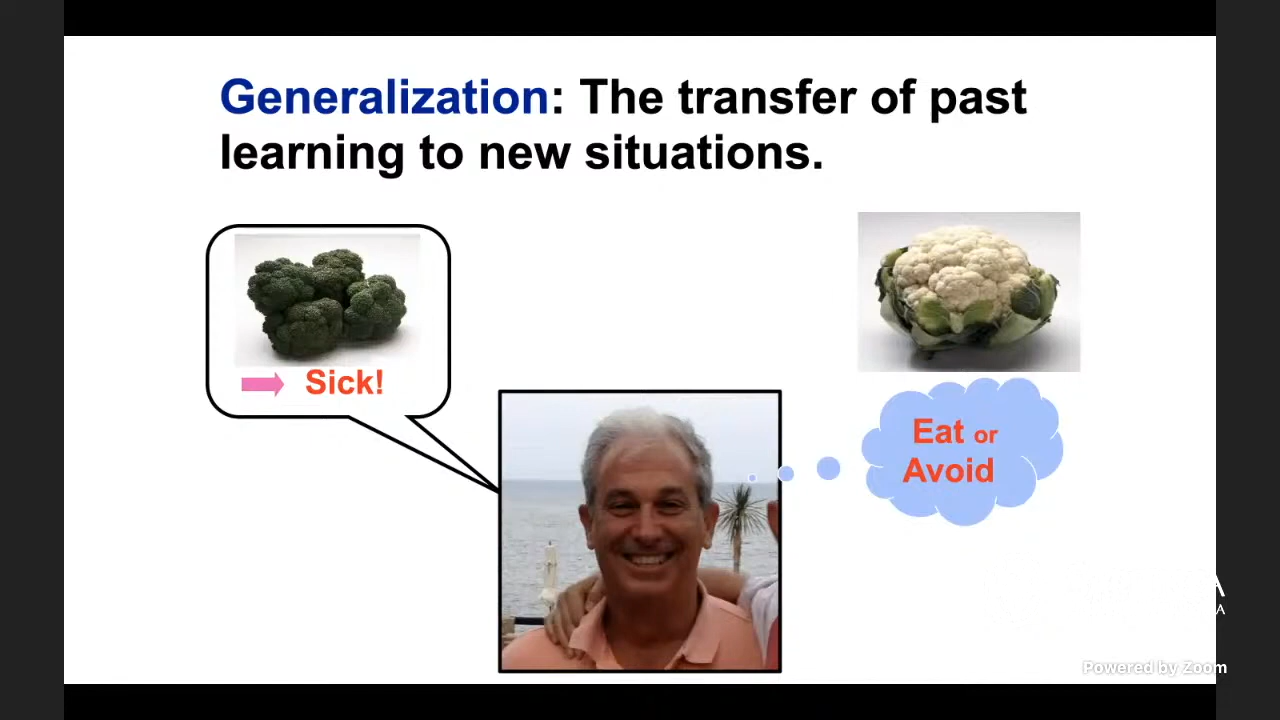 Generalization: The transfer of past
learning to new situations.
Sick!
Eat or
Avoid
A
A
Powered by Zoom